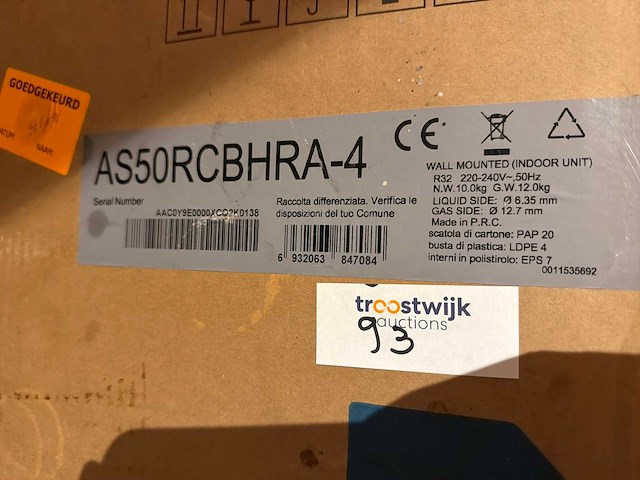 GOEDGEKEURD
NAAM:
AS50RCBHRA-4
CE
Serial Number
AAC0Y9E0000XCQ2K0138
Raccolta differenziata. Verifica le
disposizioni del tuo Comune
6 932063 847084
WALL MOUNTED (INDOOR UNIT)
R32 220-240V~,50Hz
N.W.10.0kg G.W.12.0kg
LIQUID SIDE: Ø 6.35 mm
GAS SIDE: Ø 12.7 mm
Made in P.R.C.
scatola di cartone: PAP 20
busta di plastica: LDPE 4
interni in polistirolo: EPS 7
0011535692
troostwijk
auctions
93